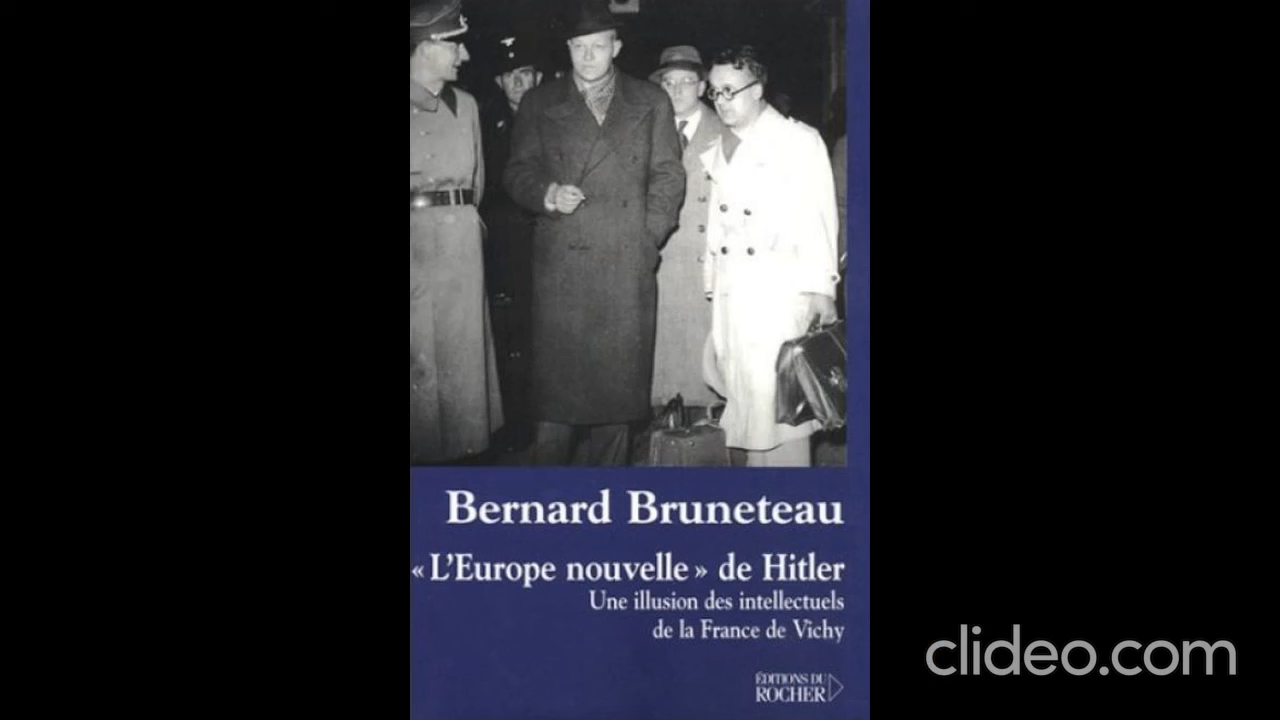 Bernard Bruneteau
« L'Europe nouvelle » de Hitler
Une illusion des intellectuels
de la France de Vichy
ÉDITIONS DU
ROCHER
clideo.com